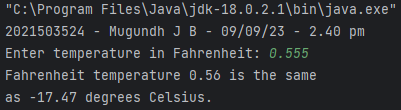 "C:\Program Files\Java\jdk-18.0.2.1\bin\java.exe"
2021503524 - Mugundh J B - 09/09/23 - 2.40 pm
Enter temperature in Fahrenheit: 0.555
Fahrenheit temperature 0.56 is the same
as -17.47 degrees Celsius.